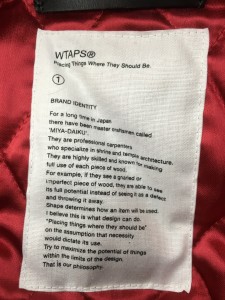 WTAPS®
Placing Things Where They Should Be.
1
BRAND IDENTITY
For a long time in Japan
there have been master craftsmen called
'MIYA-DAIKU'.
They are professional carpenters
who specialize in shrine and temple architecture.
They are highly skilled and known for making
full use of each piece of wood.
For example, if they see a gnarled or
imperfect piece of wood, they are able to see
its full potential instead of seeing it as a defect
and throwing it away.
Shape determines how an item will be used.
I believe this is what design can do.
"Placing things where they should be"
on the assumption that necessity
would dictate its use.
Try to maximize the potential of things
within the limits of the design.
That is our philosophy.